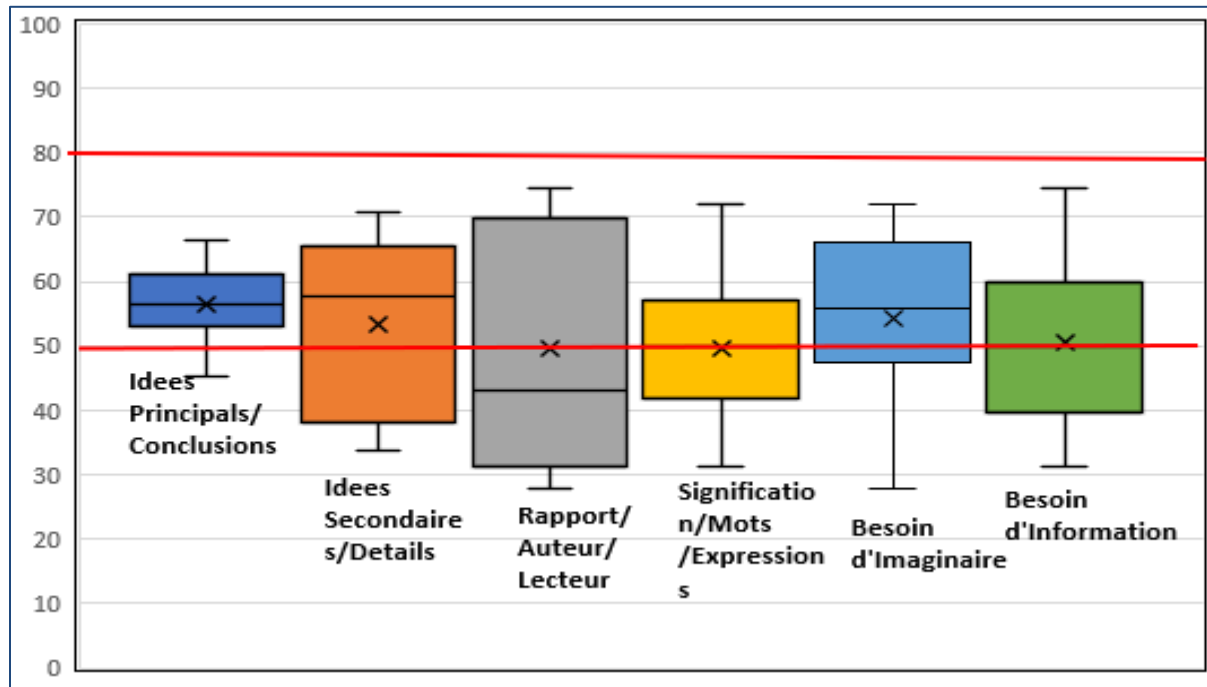 100
90
80
70
60
50
40
30
20
10
0
Idees
Principals/
Conclusions
Idees
Secondaire
s/Details
Rapport/
Auteur/
Lecteur
Significatio
n/Mots
/Expression
s
Besoin
d'Imaginaire
Besoin
d'Information